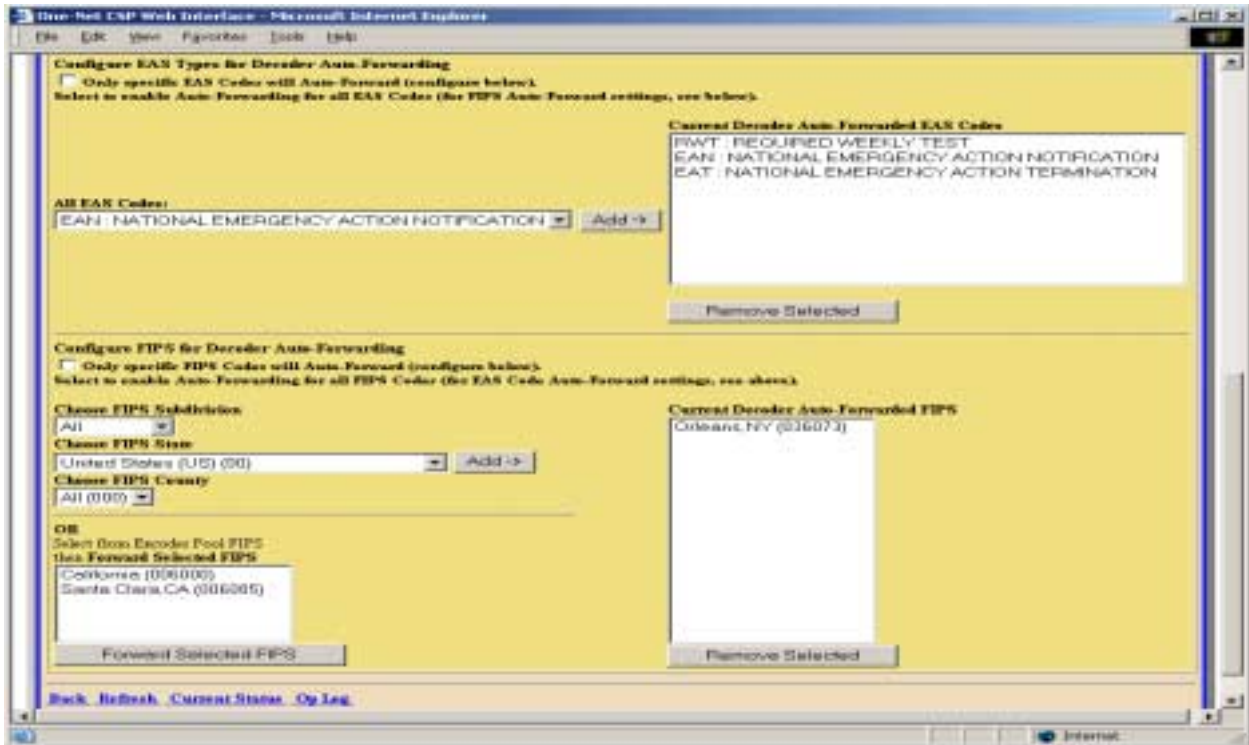 One-Net CSP Web Interface - Microsoft Internet Explorer
File Edit View Favorites Tools Help
Configure EAS Types for Decoder Auto-Forwarding
Only specific EAS Codes will Auto-Forward (configure below).
Select to enable Auto-Forwarding for all EAS Codes (for FIPS Auto-Forward settings, see below).
Current Decoder Auto-Forwarded EAS Codes
RWT : REQUIRED WEEKLY TEST
EAN : NATIONAL EMERGENCY ACTION NOTIFICATION
EAT : NATIONAL EMERGENCY ACTION TERMINATION
All EAS Codes:
EAN : NATIONAL EMERGENCY ACTION NOTIFICATION
Add ->
Remove Selected
Configure FIPS for Decoder Auto-Forwarding
Only specific FIPS Codes will Auto-Forward (configure below).
Select to enable Auto-Forwarding for all FIPS Codes (for EAS Code Auto-Forward settings, see above).
Choose FIPS Subdivision
All
Choose FIPS State
United States (US) (00)
Add ->
Choose FIPS County
All (000)
OR
Select from Encoder Pool FIPS
then Forward Selected FIPS
California (006000)
Santa Clara,CA (006085)
Forward Selected FIPS
Current Decoder Auto-Forwarded FIPS
Orleans,NY (036073)
Remove Selected
Back Refresh Current Status Op Log
Internet